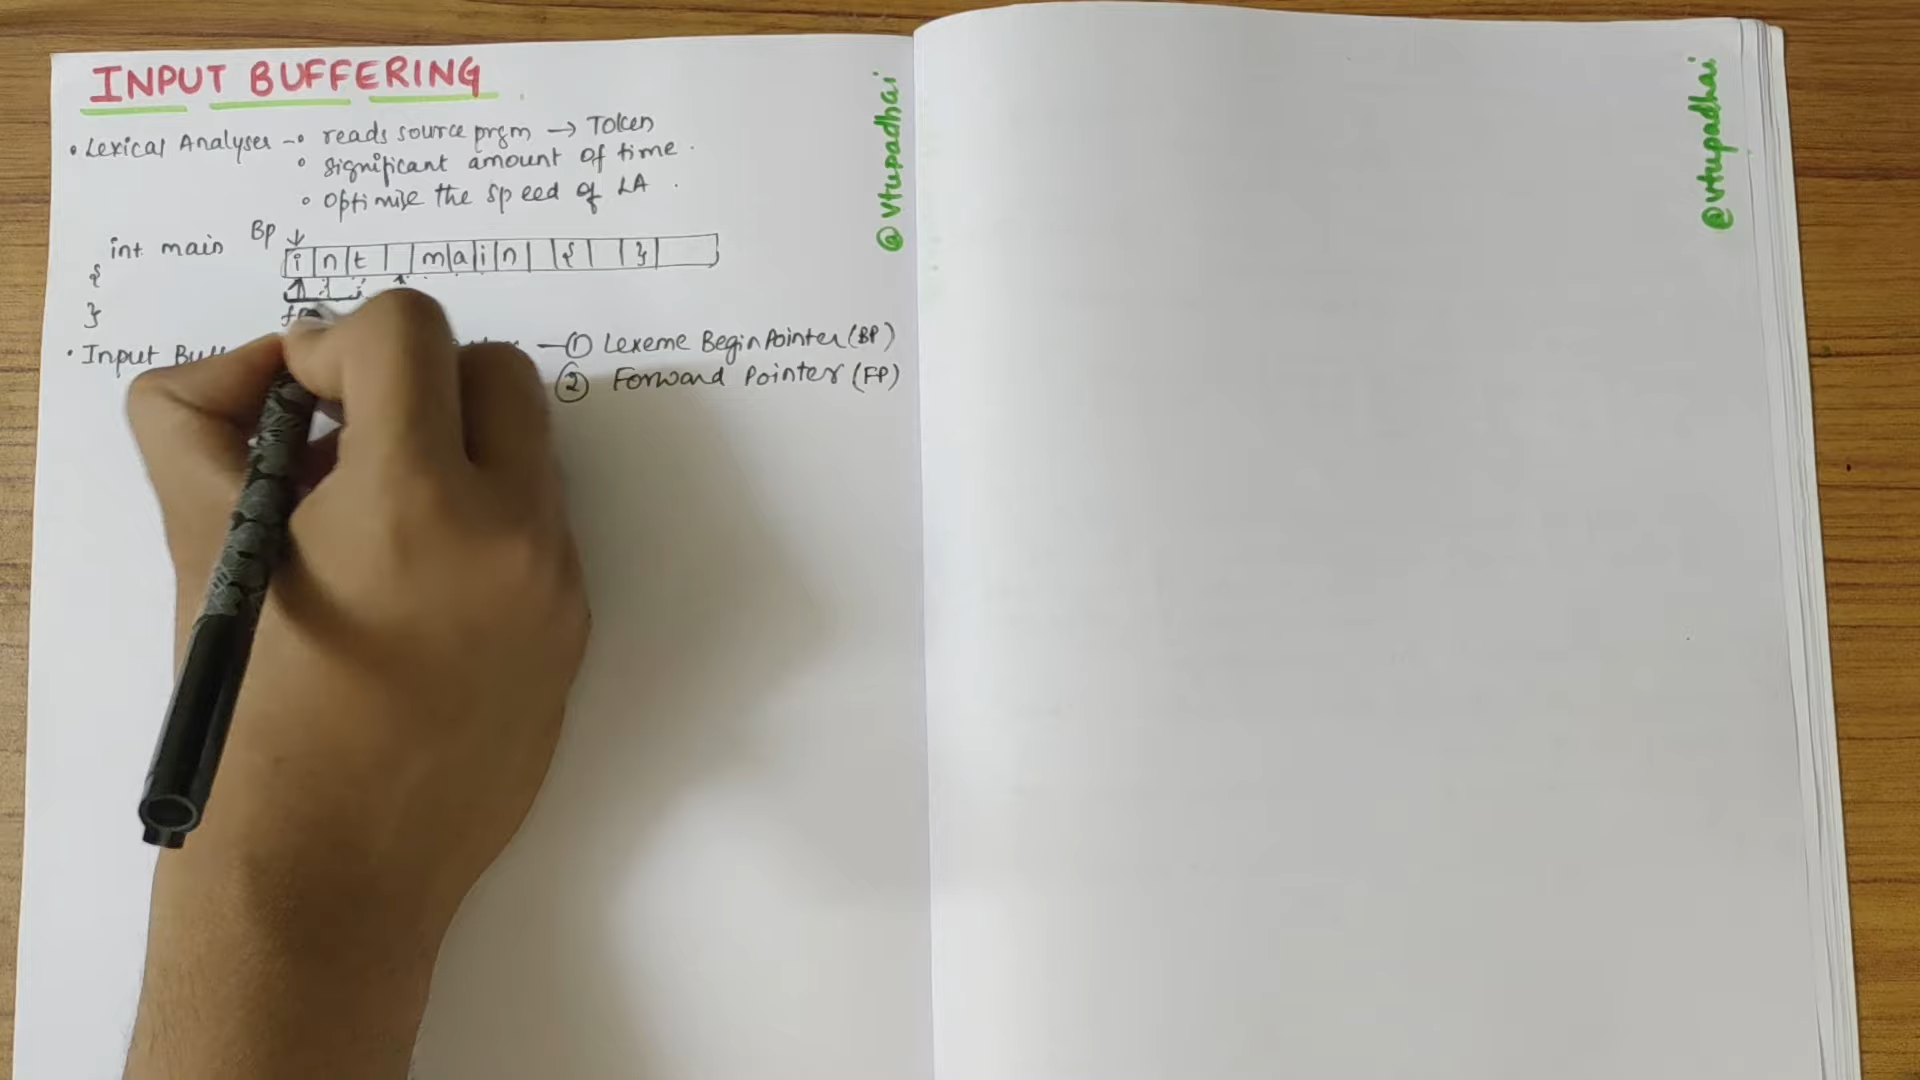 INPUT BUFFERING
• Lexical Analyser -
◦ reads source prgm → Token
◦ significant amount of time.
◦ optimise the speed of LA.
int main
{
}
Bp ↓
i n t m a i n { }
• Input
① Lexeme Begin Pointer (BP)
② Forward Pointer (FP)
@vtupadhai
@vtupadhai